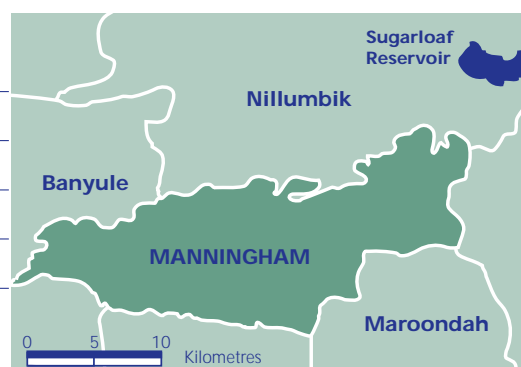 Sugarloaf
Reservoir
Nillumbik
Banyule
MANNINGHAM
Maroondah
0 5 10
Kilometres